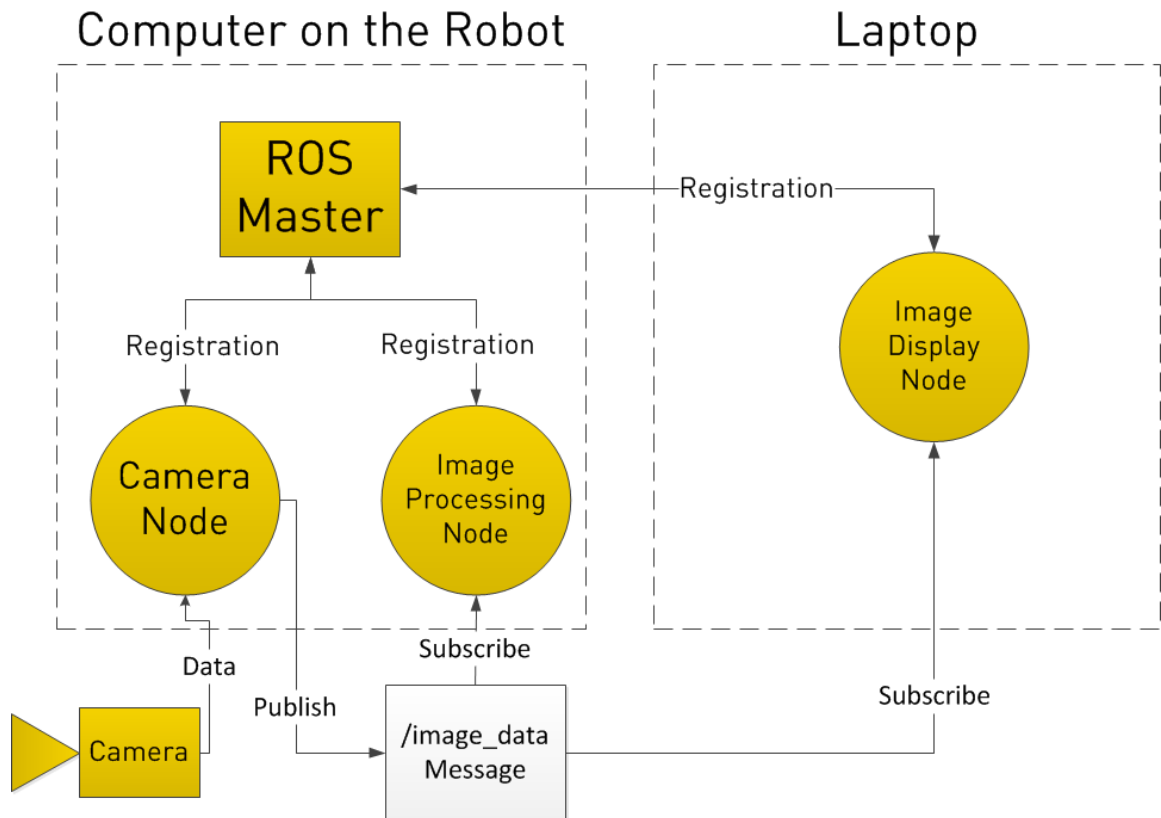 Computer on the Robot
Laptop
ROS
Master
Registration
Registration
Registration
Image
Display
Node
Camera
Node
Image
Processing
Node
Data
Subscribe
Publish
Subscribe
Camera
/image_data
Message